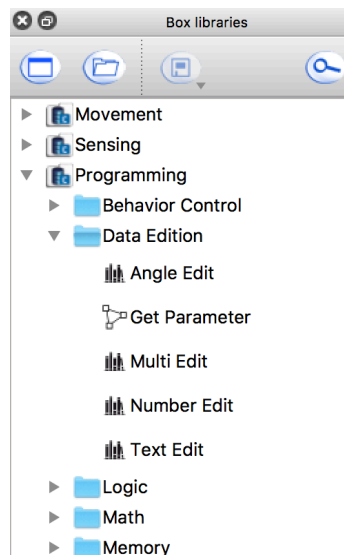 Box libraries
Movement
Sensing
Programming
Behavior Control
Data Edition
Angle Edit
Get Parameter
Multi Edit
Number Edit
Text Edit
Logic
Math
Memory